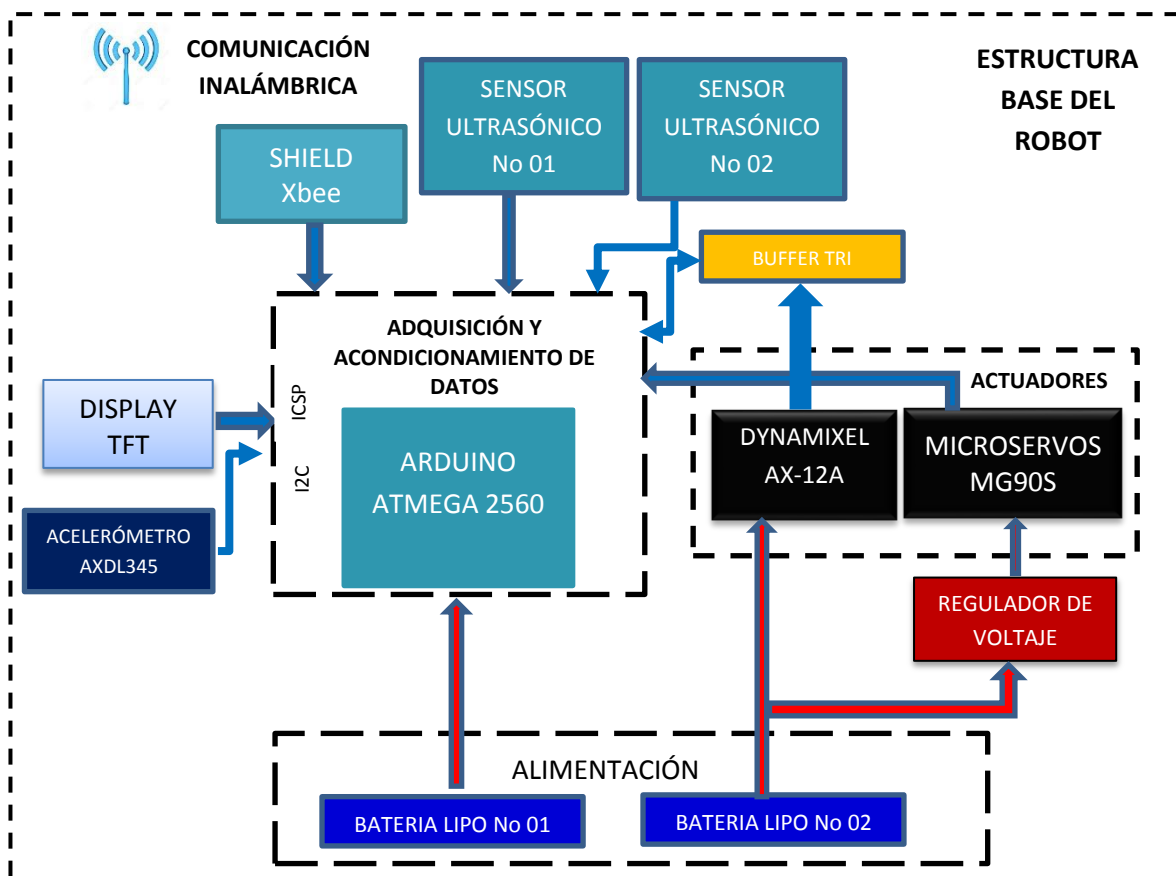 COMUNICACIÓN
INALÁMBRICA
ESTRUCTURA
BASE DEL
ROBOT
SENSOR
ULTRASÓNICO
No 01
SENSOR
ULTRASÓNICO
No 02
SHIELD
Xbee
BUFFER TRI
ADQUISICIÓN Y
ACONDICIONAMIENTO DE
DATOS
ICSP
I2C
ARDUINO
ATMEGA 2560
DISPLAY
TFT
ACELERÓMETRO
AXDL345
ACTUADORES
DYNAMIXEL
AX-12A
MICROSERVOS
MG90S
REGULADOR DE
VOLTAJE
ALIMENTACIÓN
BATERIA LIPO No 01
BATERIA LIPO No 02